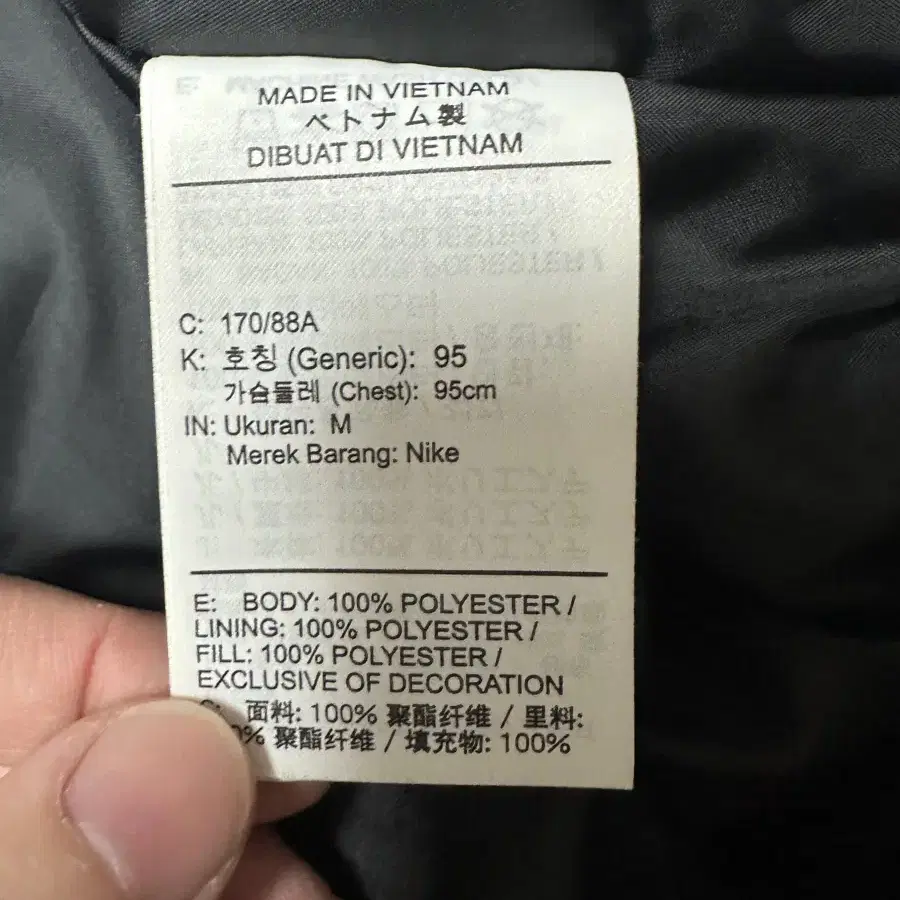 MADE IN VIETNAM
ベトナム製
DIBUAT DI VIETNAM
C: 170/88A
K: 호칭 (Generic): 95
가슴둘레 (Chest): 95cm
IN: Ukuran: M
Merek Barang: Nike
E: BODY: 100% POLYESTER /
LINING: 100% POLYESTER /
FILL: 100% POLYESTER /
EXCLUSIVE OF DECORATION
面料: 100% 聚酯纤维 / 里料:
聚酯纤维 / 填充物: 100%